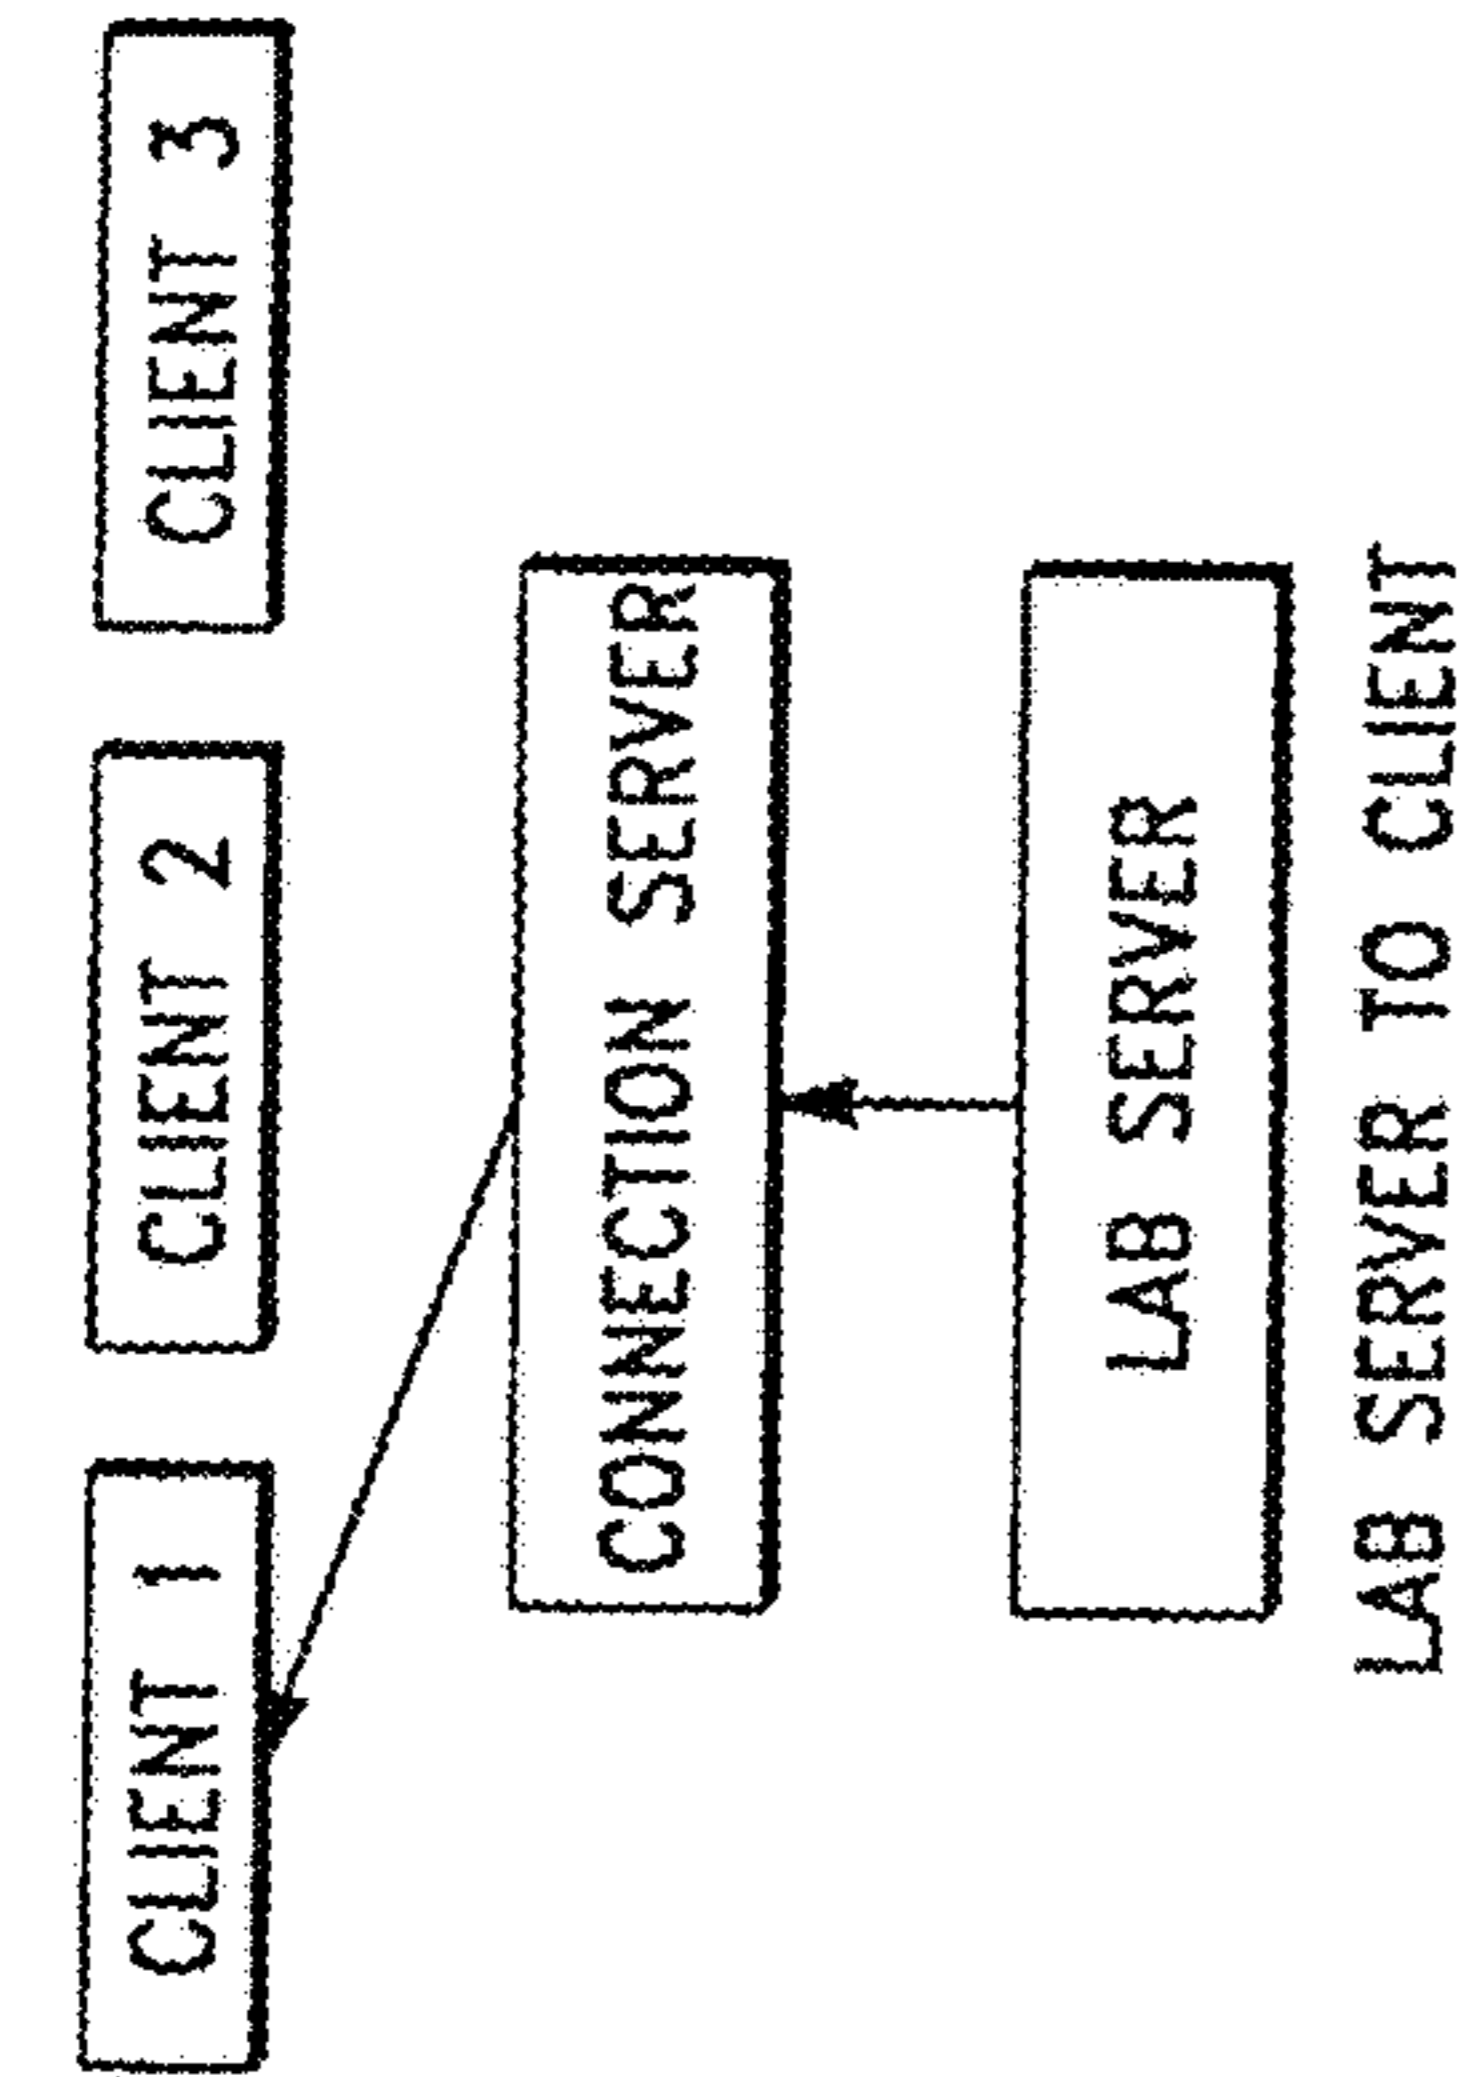 CLIENT 1
CLIENT 2
CLIENT 3
CONNECTION SERVER
LAB SERVER
LAB SERVER TO CLIENT